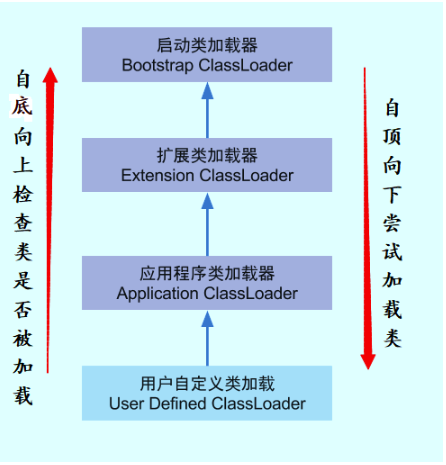 启动类加载器
Bootstrap ClassLoader
扩展类加载器
Extension ClassLoader
应用程序类加载器
Application ClassLoader
用户自定义类加载
User Defined ClassLoader
自底向上检查类是否被加载
自顶向下尝试加载类